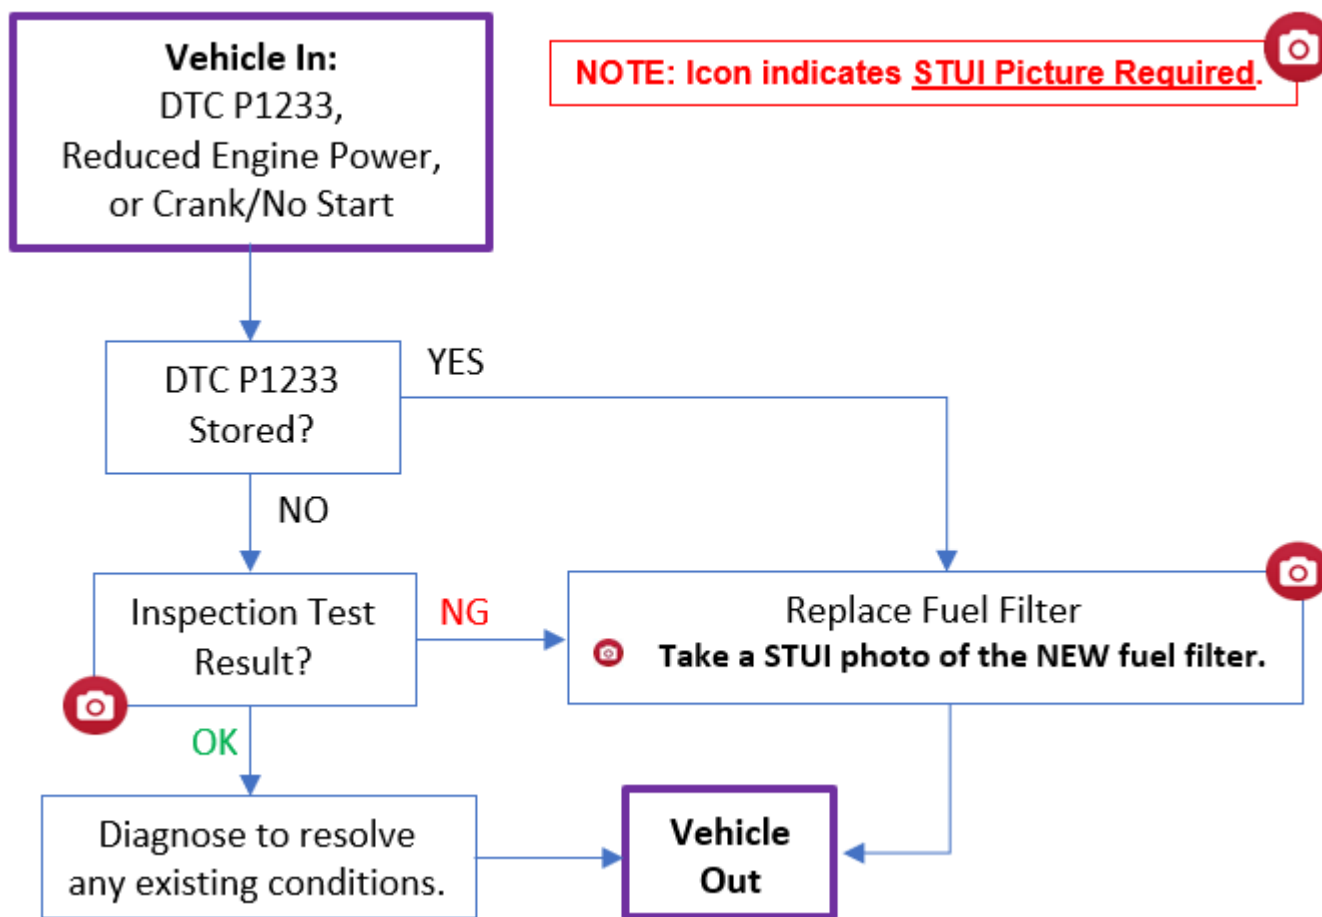 Vehicle In:
DTC P1233,
Reduced Engine Power,
or Crank/No Start
NOTE: Icon indicates STUI Picture Required.
DTC P1233
Stored?
YES
NO
Inspection Test
Result?
NG
OK
Replace Fuel Filter
Take a STUI photo of the NEW fuel filter.
Diagnose to resolve
any existing conditions.
Vehicle
Out